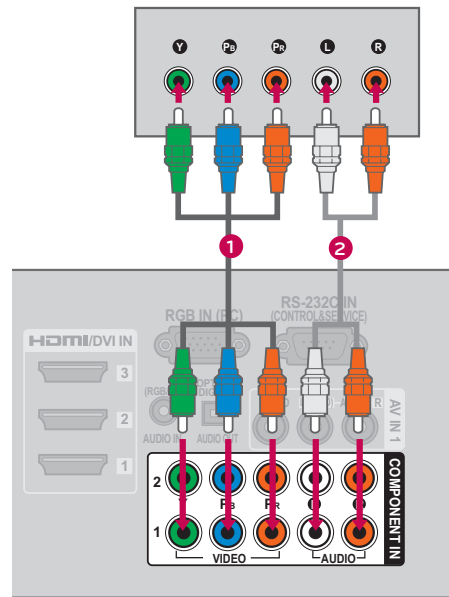 Y PB PR L R
1 2
RGB IN (PC)
RS-232C IN
(CONTROL&SERVICE)
HDMI/DVI IN
3
2
1
AUDIO IN
AUDIO OUT
AV IN 1
R
2
PB PR
1
VIDEO
AUDIO
COMPONENT IN